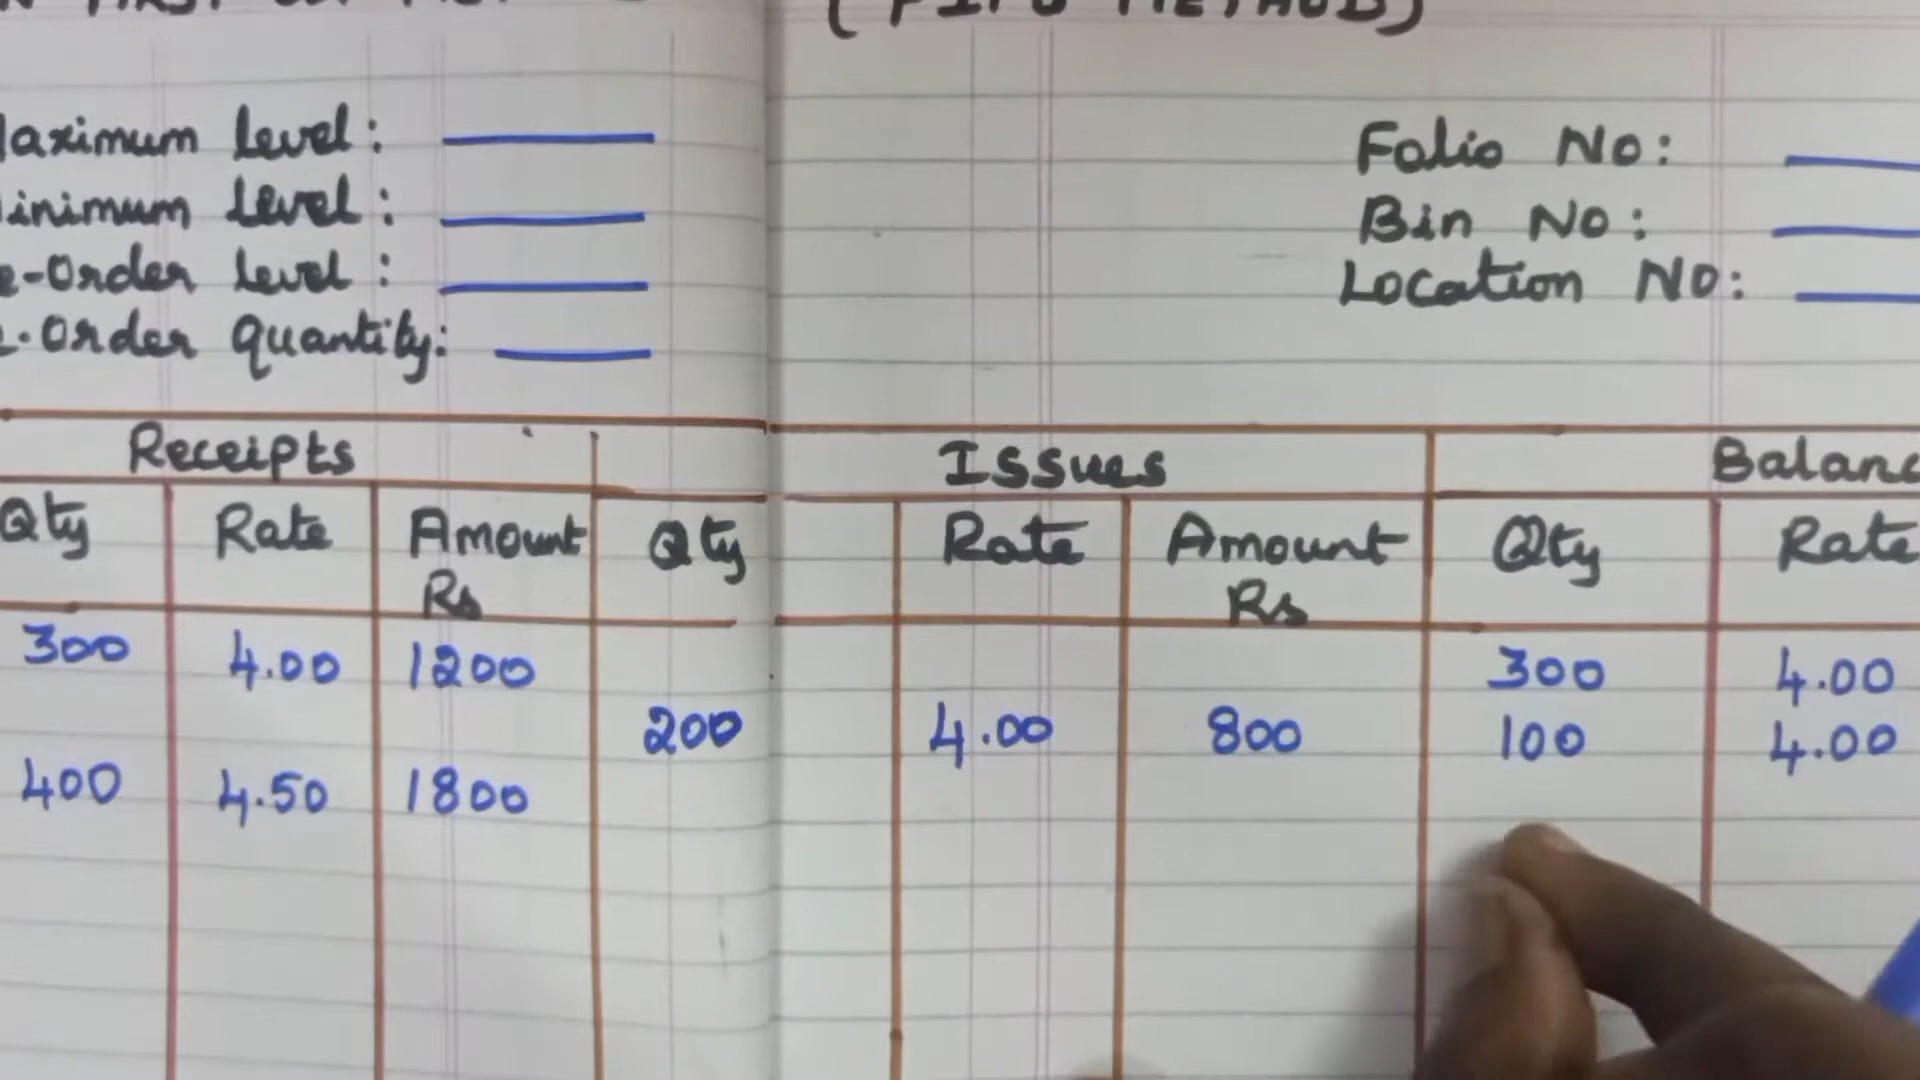 FIRST
(FIFO METHOD)
Maximum level:
Minimum level:
Re-Order level:
Re-Order quantity:
Folio No:
Bin No:
Location No:
Receipts Issues Balance
Qty Rate Amount Rs Qty Rate Amount Rs Qty Rate
300 4.00 1200 300 4.00
200 4.00 800 100 4.00
400 4.50 1800